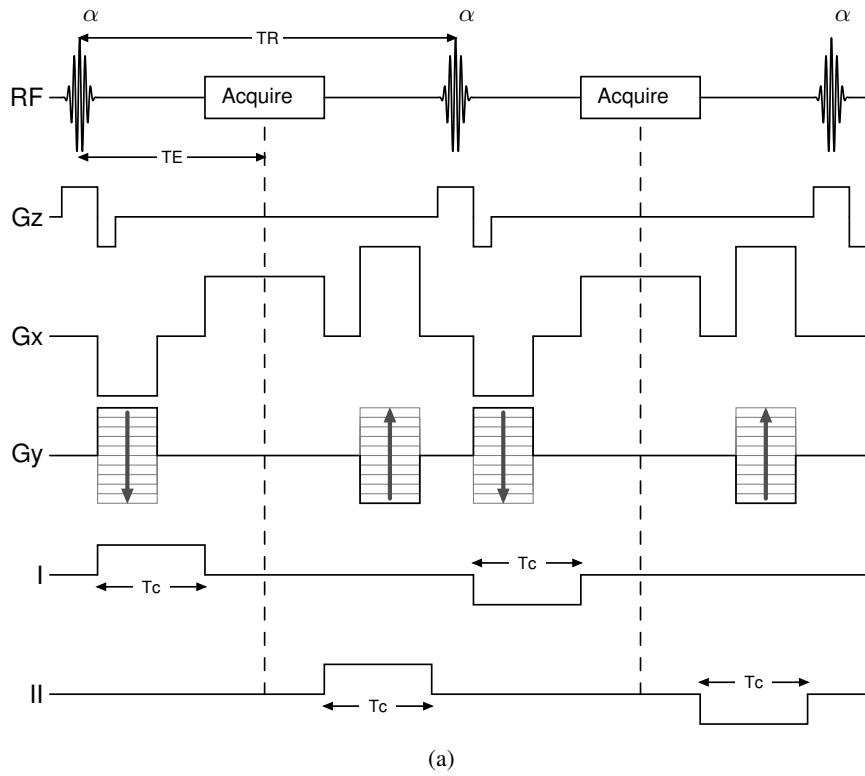 α α α
TR
RF Acquire Acquire
TE
Gz
Gx
Gy
I Tc Tc
II Tc Tc
(a)